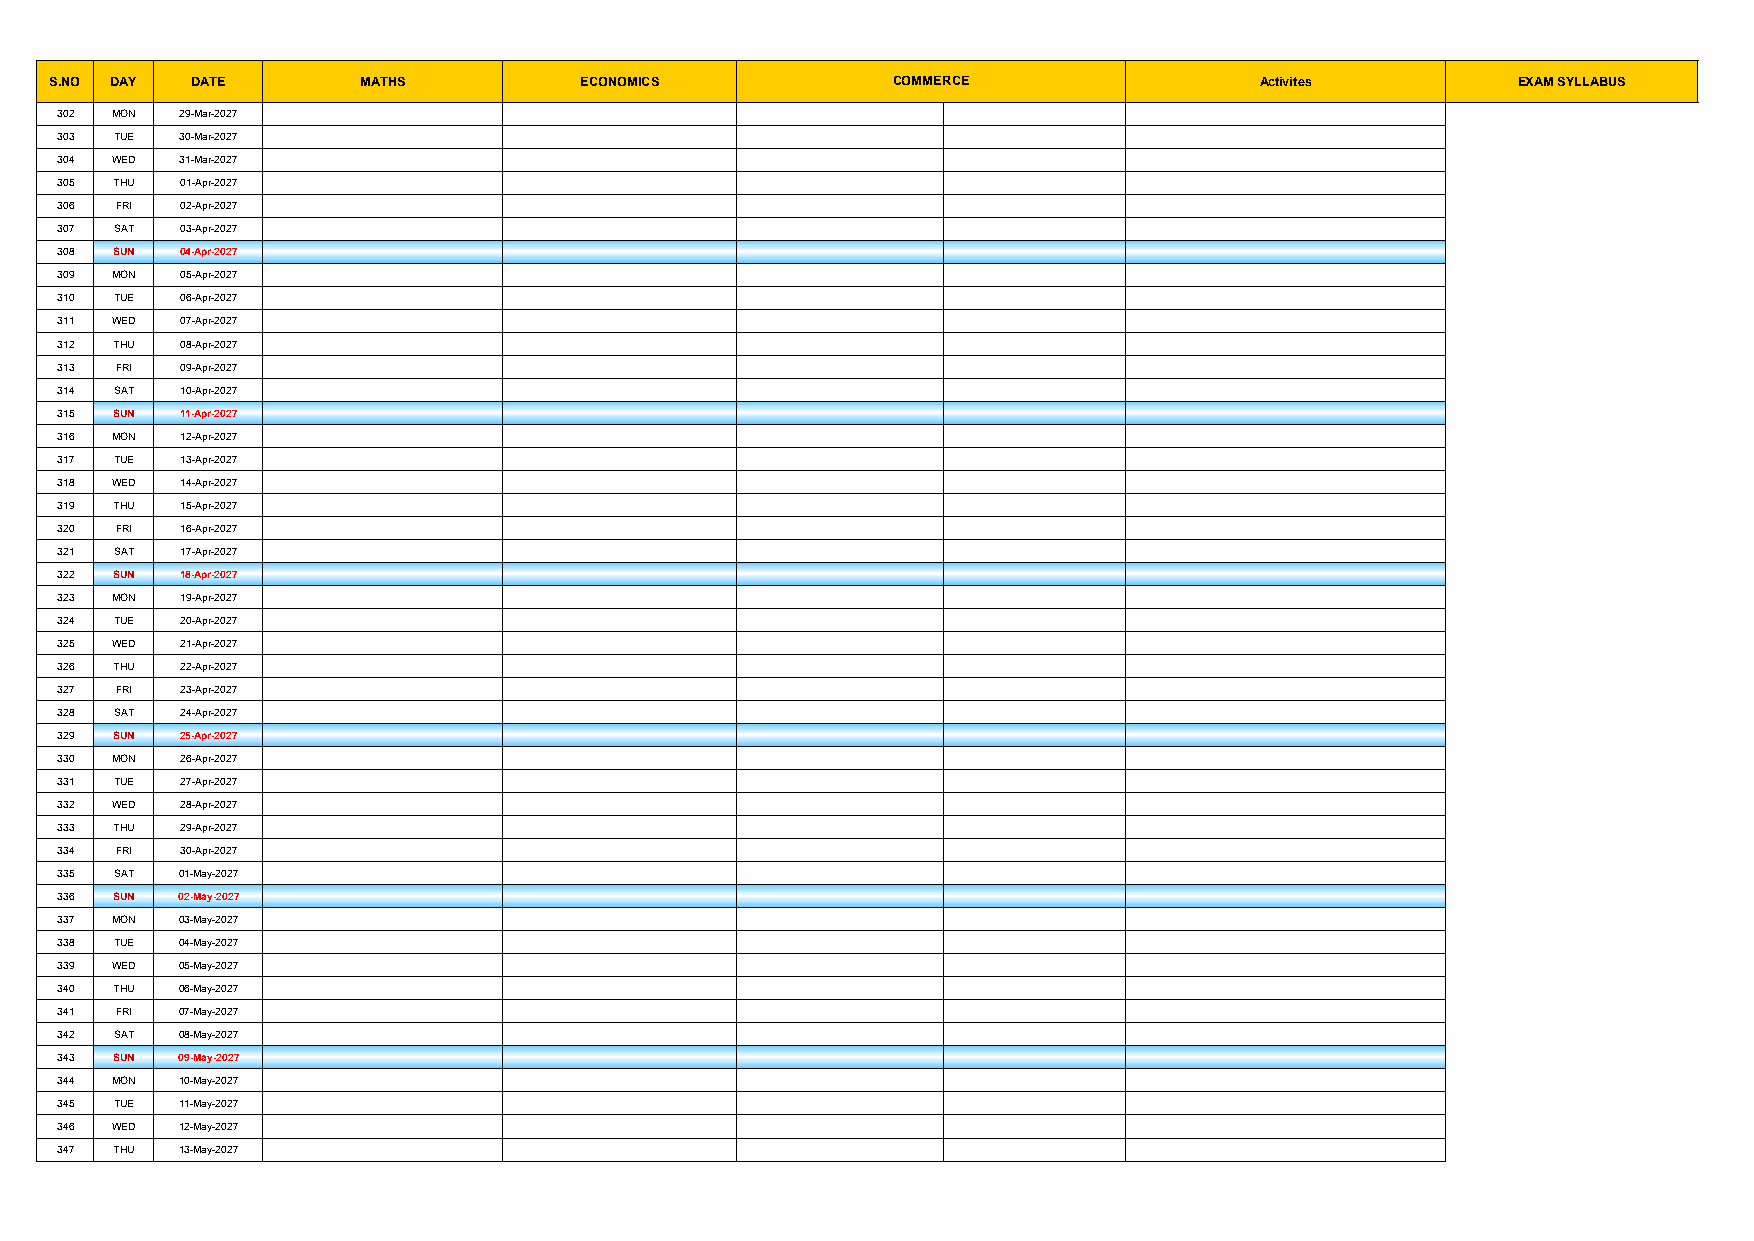 S.NO DAY DATE MATHS ECONOMICS COMMERCE Activites EXAM SYLLABUS
302 MON 29-Mar-2027
303 TUE 30-Mar-2027
304 WED 31-Mar-2027
305 THU 01-Apr-2027
306 FRI 02-Apr-2027
307 SAT 03-Apr-2027
308 SUN 04-Apr-2027
309 MON 05-Apr-2027
310 TUE 06-Apr-2027
311 WED 07-Apr-2027
312 THU 08-Apr-2027
313 FRI 09-Apr-2027
314 SAT 10-Apr-2027
315 SUN 11-Apr-2027
316 MON 12-Apr-2027
317 TUE 13-Apr-2027
318 WED 14-Apr-2027
319 THU 15-Apr-2027
320 FRI 16-Apr-2027
321 SAT 17-Apr-2027
322 SUN 18-Apr-2027
323 MON 19-Apr-2027
324 TUE 20-Apr-2027
325 WED 21-Apr-2027
326 THU 22-Apr-2027
327 FRI 23-Apr-2027
328 SAT 24-Apr-2027
329 SUN 25-Apr-2027
330 MON 26-Apr-2027
331 TUE 27-Apr-2027
332 WED 28-Apr-2027
333 THU 29-Apr-2027
334 FRI 30-Apr-2027
335 SAT 01-May-2027
336 SUN 02-May-2027
337 MON 03-May-2027
338 TUE 04-May-2027
339 WED 05-May-2027
340 THU 06-May-2027
341 FRI 07-May-2027
342 SAT 08-May-2027
343 SUN 09-May-2027
344 MON 10-May-2027
345 TUE 11-May-2027
346 WED 12-May-2027
347 THU 13-May-2027